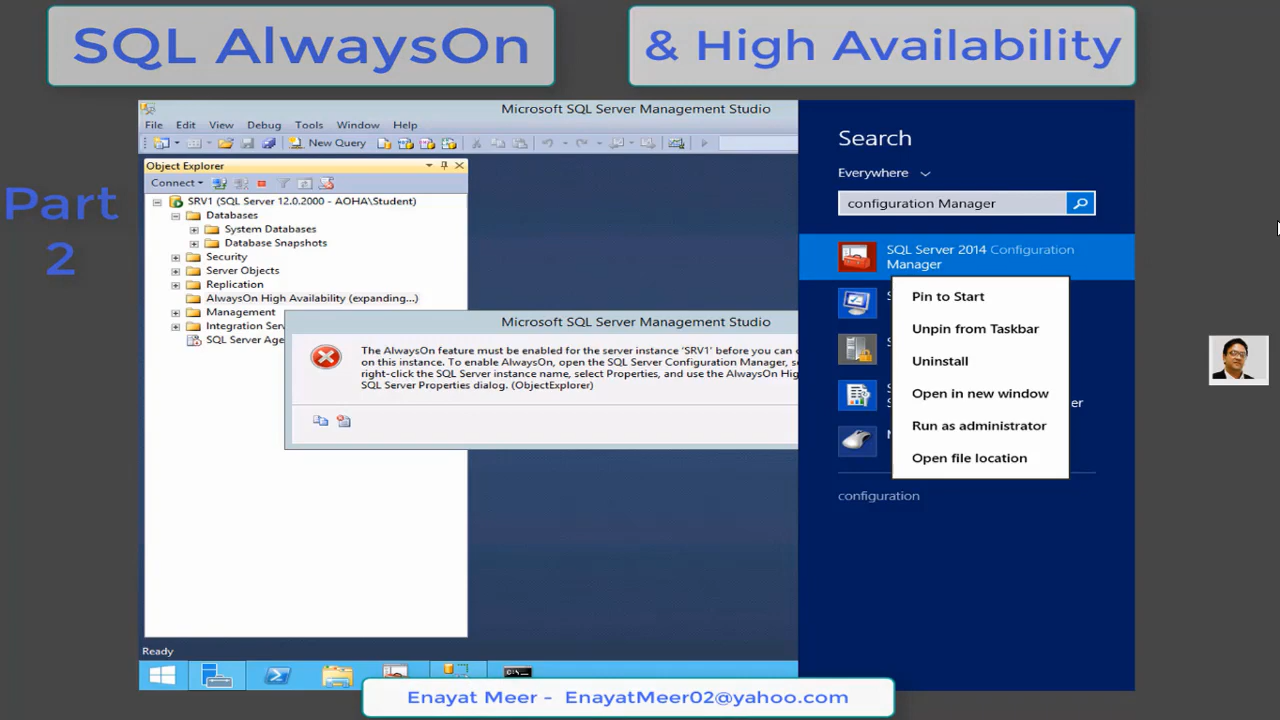 SQL AlwaysOn
& High Availability
Part
2
Microsoft SQL Server Management Studio
File Edit View Debug Tools Window Help
New Query
Object Explorer
Connect
SRV1 (SQL Server 12.0.2000 - AOHA\Student)
Databases
System Databases
Database Snapshots
Security
Server Objects
Replication
AlwaysOn High Availability (expanding...)
Management
Integration Ser
SQL Server Age
Microsoft SQL Server Management Studio
The AlwaysOn feature must be enabled for the server instance 'SRV1' before you can
on this instance. To enable AlwaysOn, open the SQL Server Configuration Manager,
right-click the SQL Server instance name, select Properties, and use the AlwaysOn Hig
SQL Server Properties dialog. (ObjectExplorer)
Ready
Search
Everywhere
configuration Manager
SQL Server 2014 Configuration
Manager
Pin to Start
Unpin from Taskbar
Uninstall
Open in new window
Run as administrator
Open file location
configuration
Enayat Meer - EnayatMeer02@yahoo.com